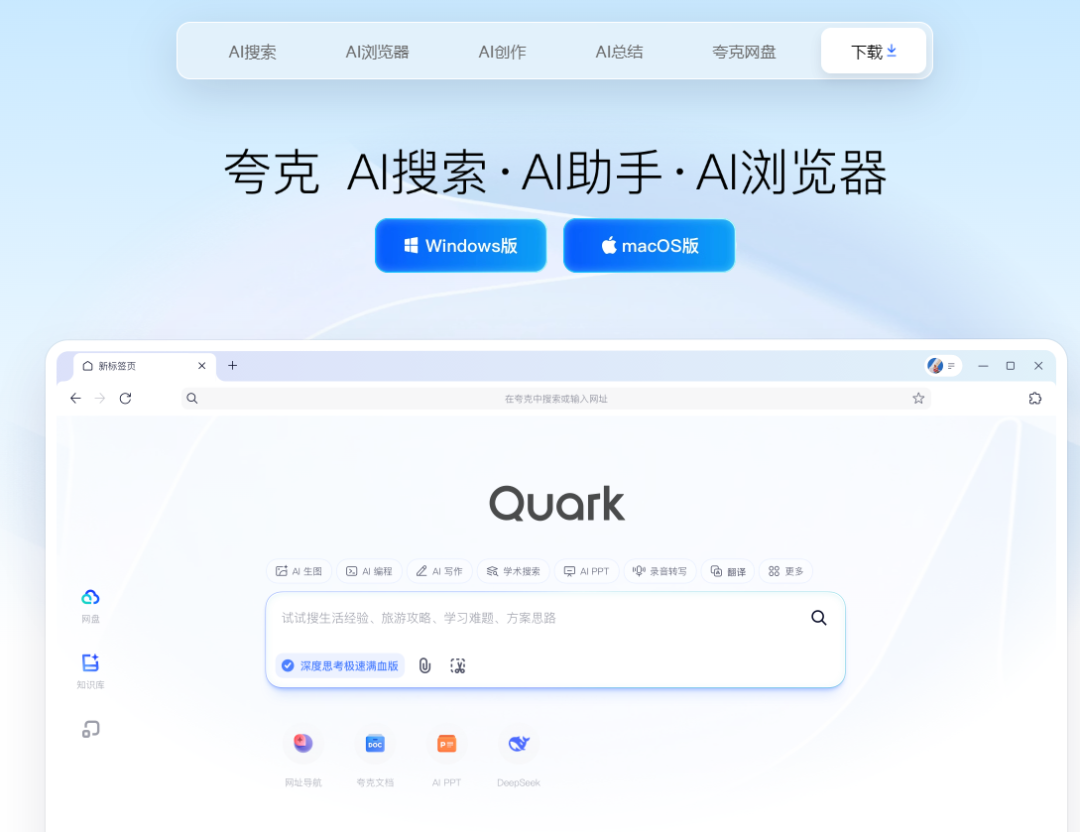 AI搜索 AI浏览器 AI创作 AI总结 夸克网盘 下载
夸克 AI搜索·AI助手·AI浏览器
Windows版 macOS版
新标签页
在夸克中搜索或输入网址
Quark
AI 生图 AI 编程 AI 写作 学术搜索 AI PPT 录音转写 翻译 更多
试试搜生活经验、旅游攻略、学习难题、方案思路
网盘
深度思考极速满血版
知识库
DOC P
网址导航 夸克文档 AI PPT DeepSeek